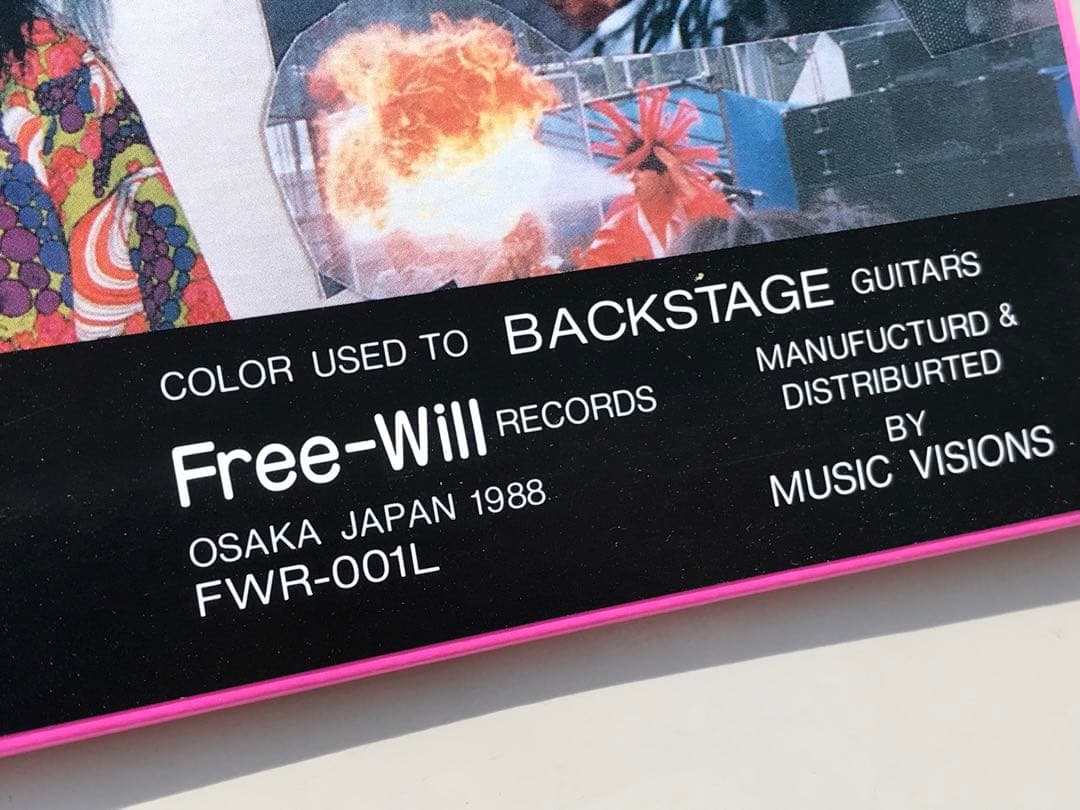 COLOR USED TO BACKSTAGE GUITARS
Free-Will RECORDS
OSAKA JAPAN 1988
FWR-001L
MANUFUCTURD &
DISTRIBURTED
BY
MUSIC VISIONS